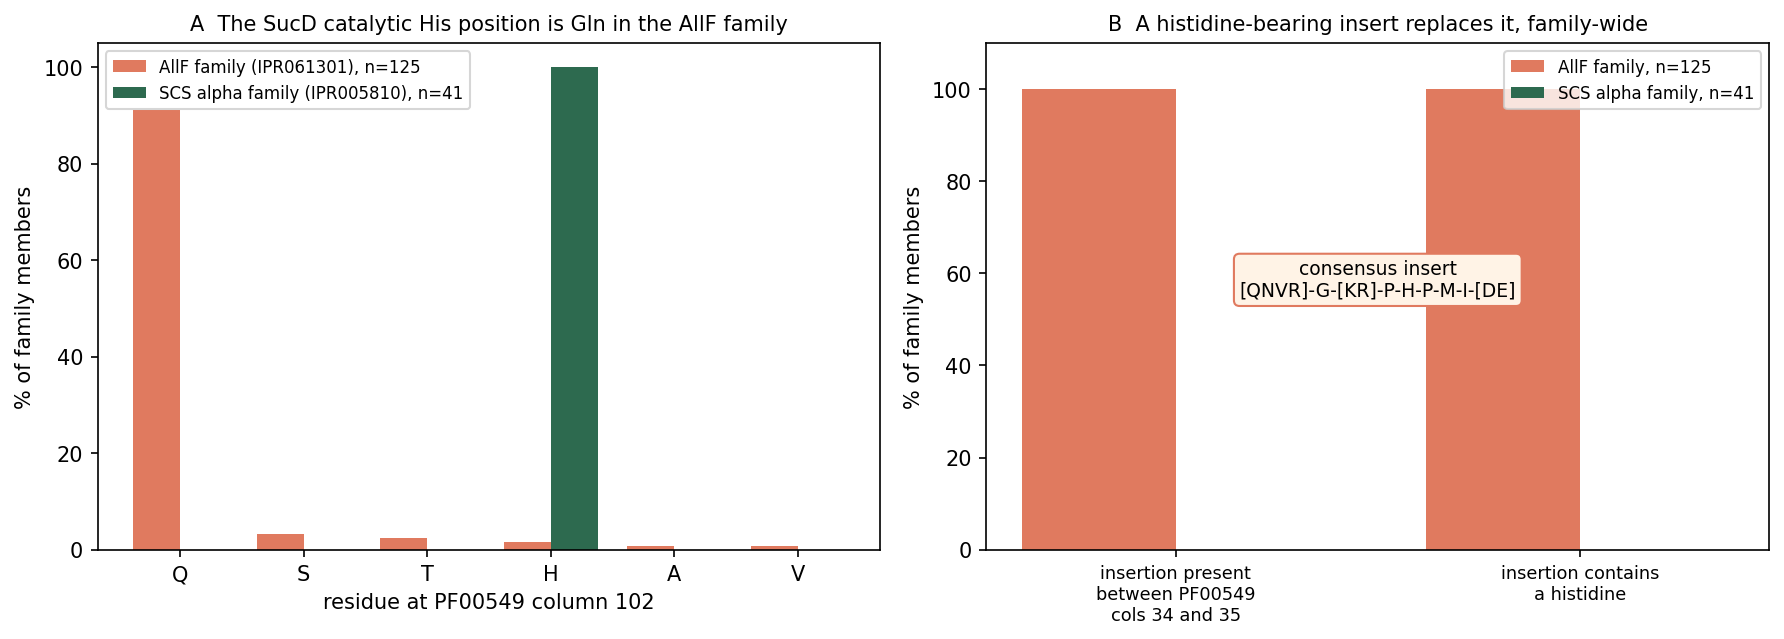 A  The SucD catalytic His position is Gln in the AllF family
AllF family (IPR061301), n=125
SCS alpha family (IPR005810), n=41
% of family members
100
80
60
40
20
0
Q S T H A V
residue at PF00549 column 102
B  A histidine-bearing insert replaces it, family-wide
AllF family, n=125
SCS alpha family, n=41
% of family members
100
80
60
40
20
0
consensus insert
[QNVR]-G-[KR]-P-H-P-M-I-[DE]
insertion present
between PF00549
cols 34 and 35
insertion contains
a histidine